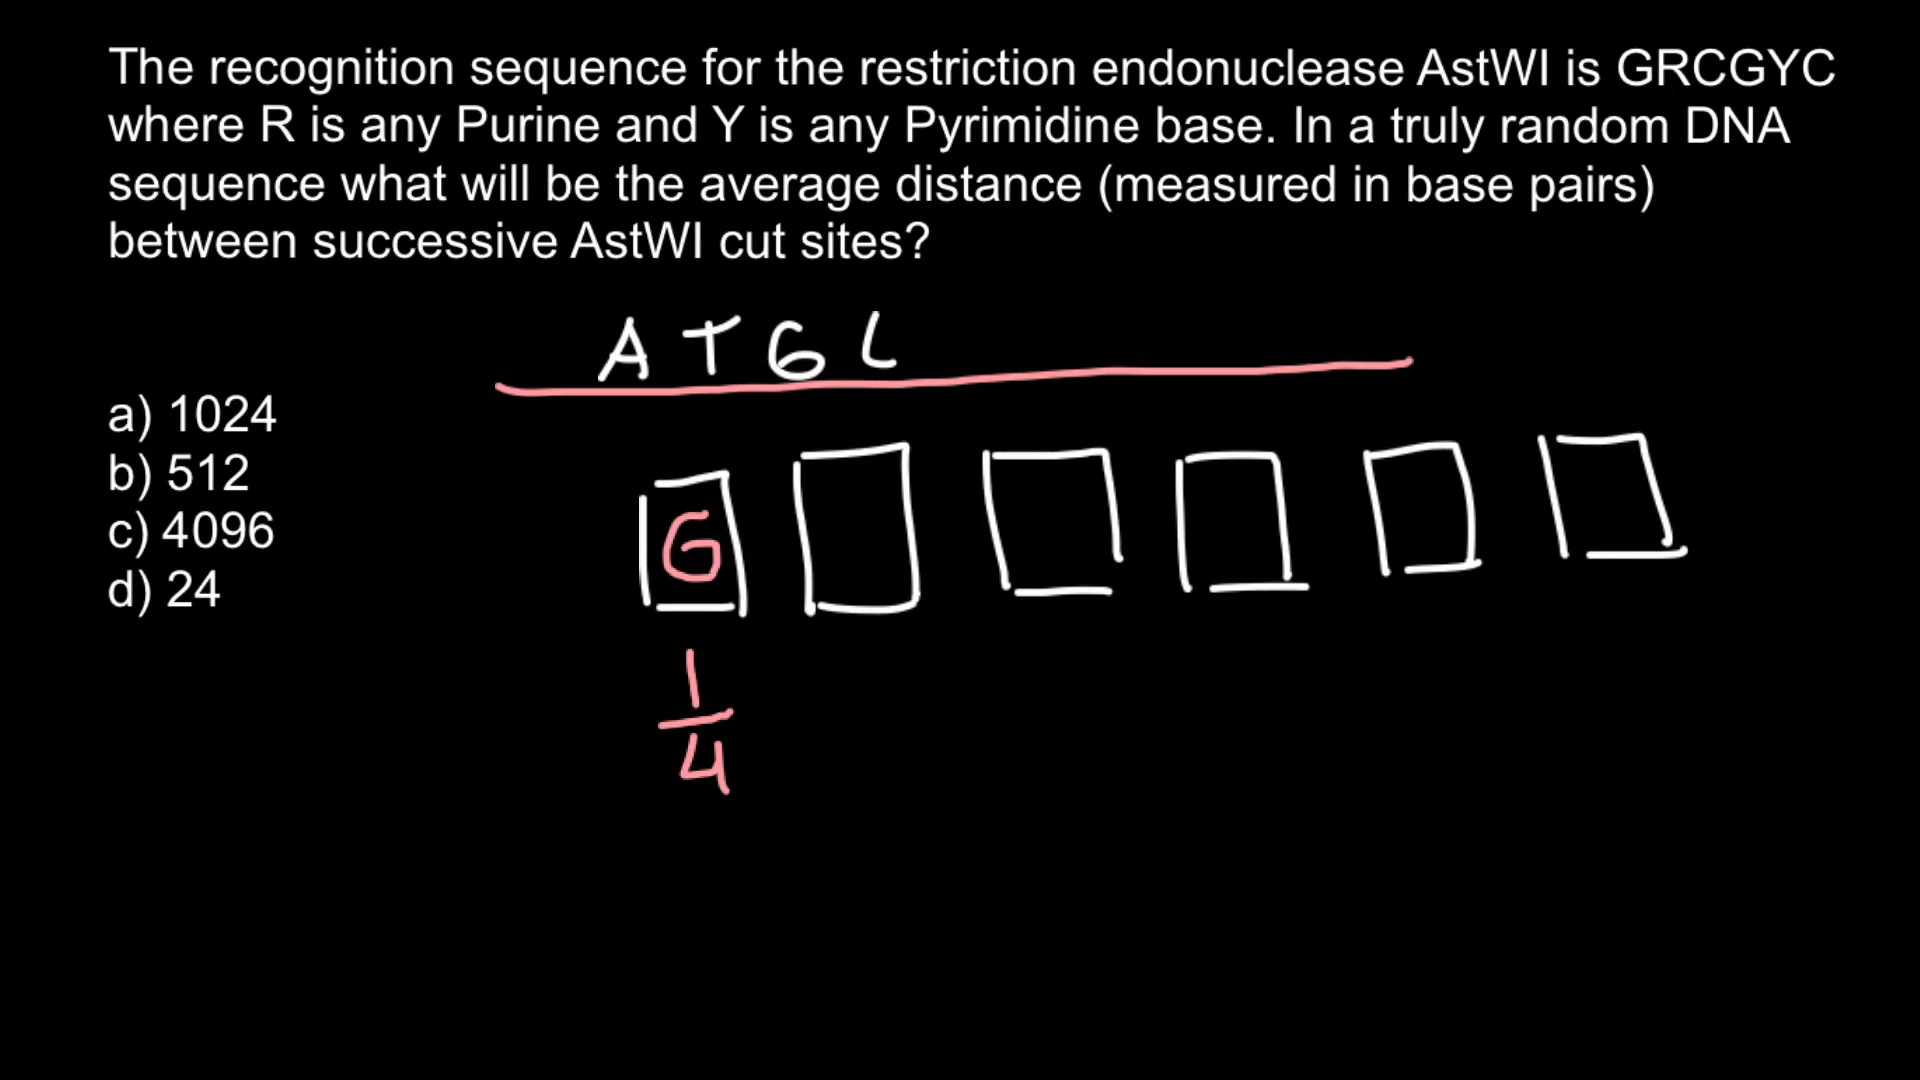 The recognition sequence for the restriction endonuclease AstWI is GRCGYC
where R is any Purine and Y is any Pyrimidine base. In a truly random DNA
sequence what will be the average distance (measured in base pairs)
between successive AstWI cut sites?
A T G C
a) 1024
b) 512
c) 4096
d) 24
G
1
4